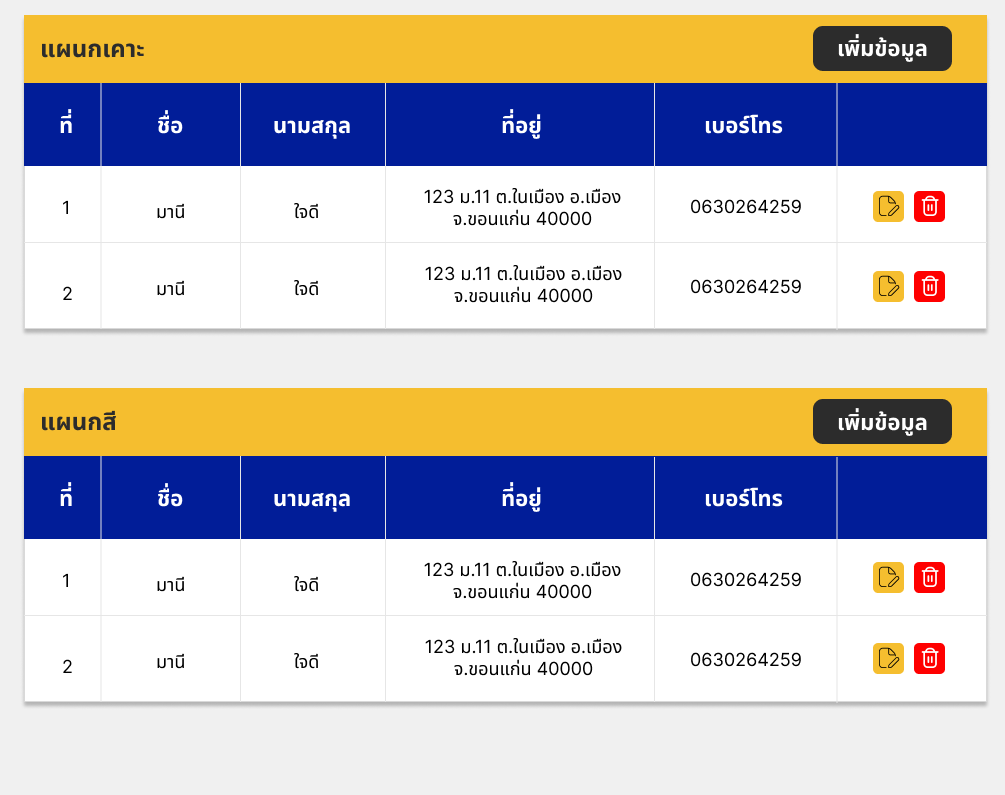 แผนกเคาะ เพิ่มข้อมูล
ที่ ชื่อ นามสกุล ที่อยู่ เบอร์โทร
1 มานี ใจดี 123 ม.11 ต.ในเมือง อ.เมือง 0630264259
จ.ขอนแก่น 40000
2 มานี ใจดี 123 ม.11 ต.ในเมือง อ.เมือง 0630264259
จ.ขอนแก่น 40000
แผนกสี เพิ่มข้อมูล
ที่ ชื่อ นามสกุล ที่อยู่ เบอร์โทร
1 มานี ใจดี 123 ม.11 ต.ในเมือง อ.เมือง 0630264259
จ.ขอนแก่น 40000
2 มานี ใจดี 123 ม.11 ต.ในเมือง อ.เมือง 0630264259
จ.ขอนแก่น 40000